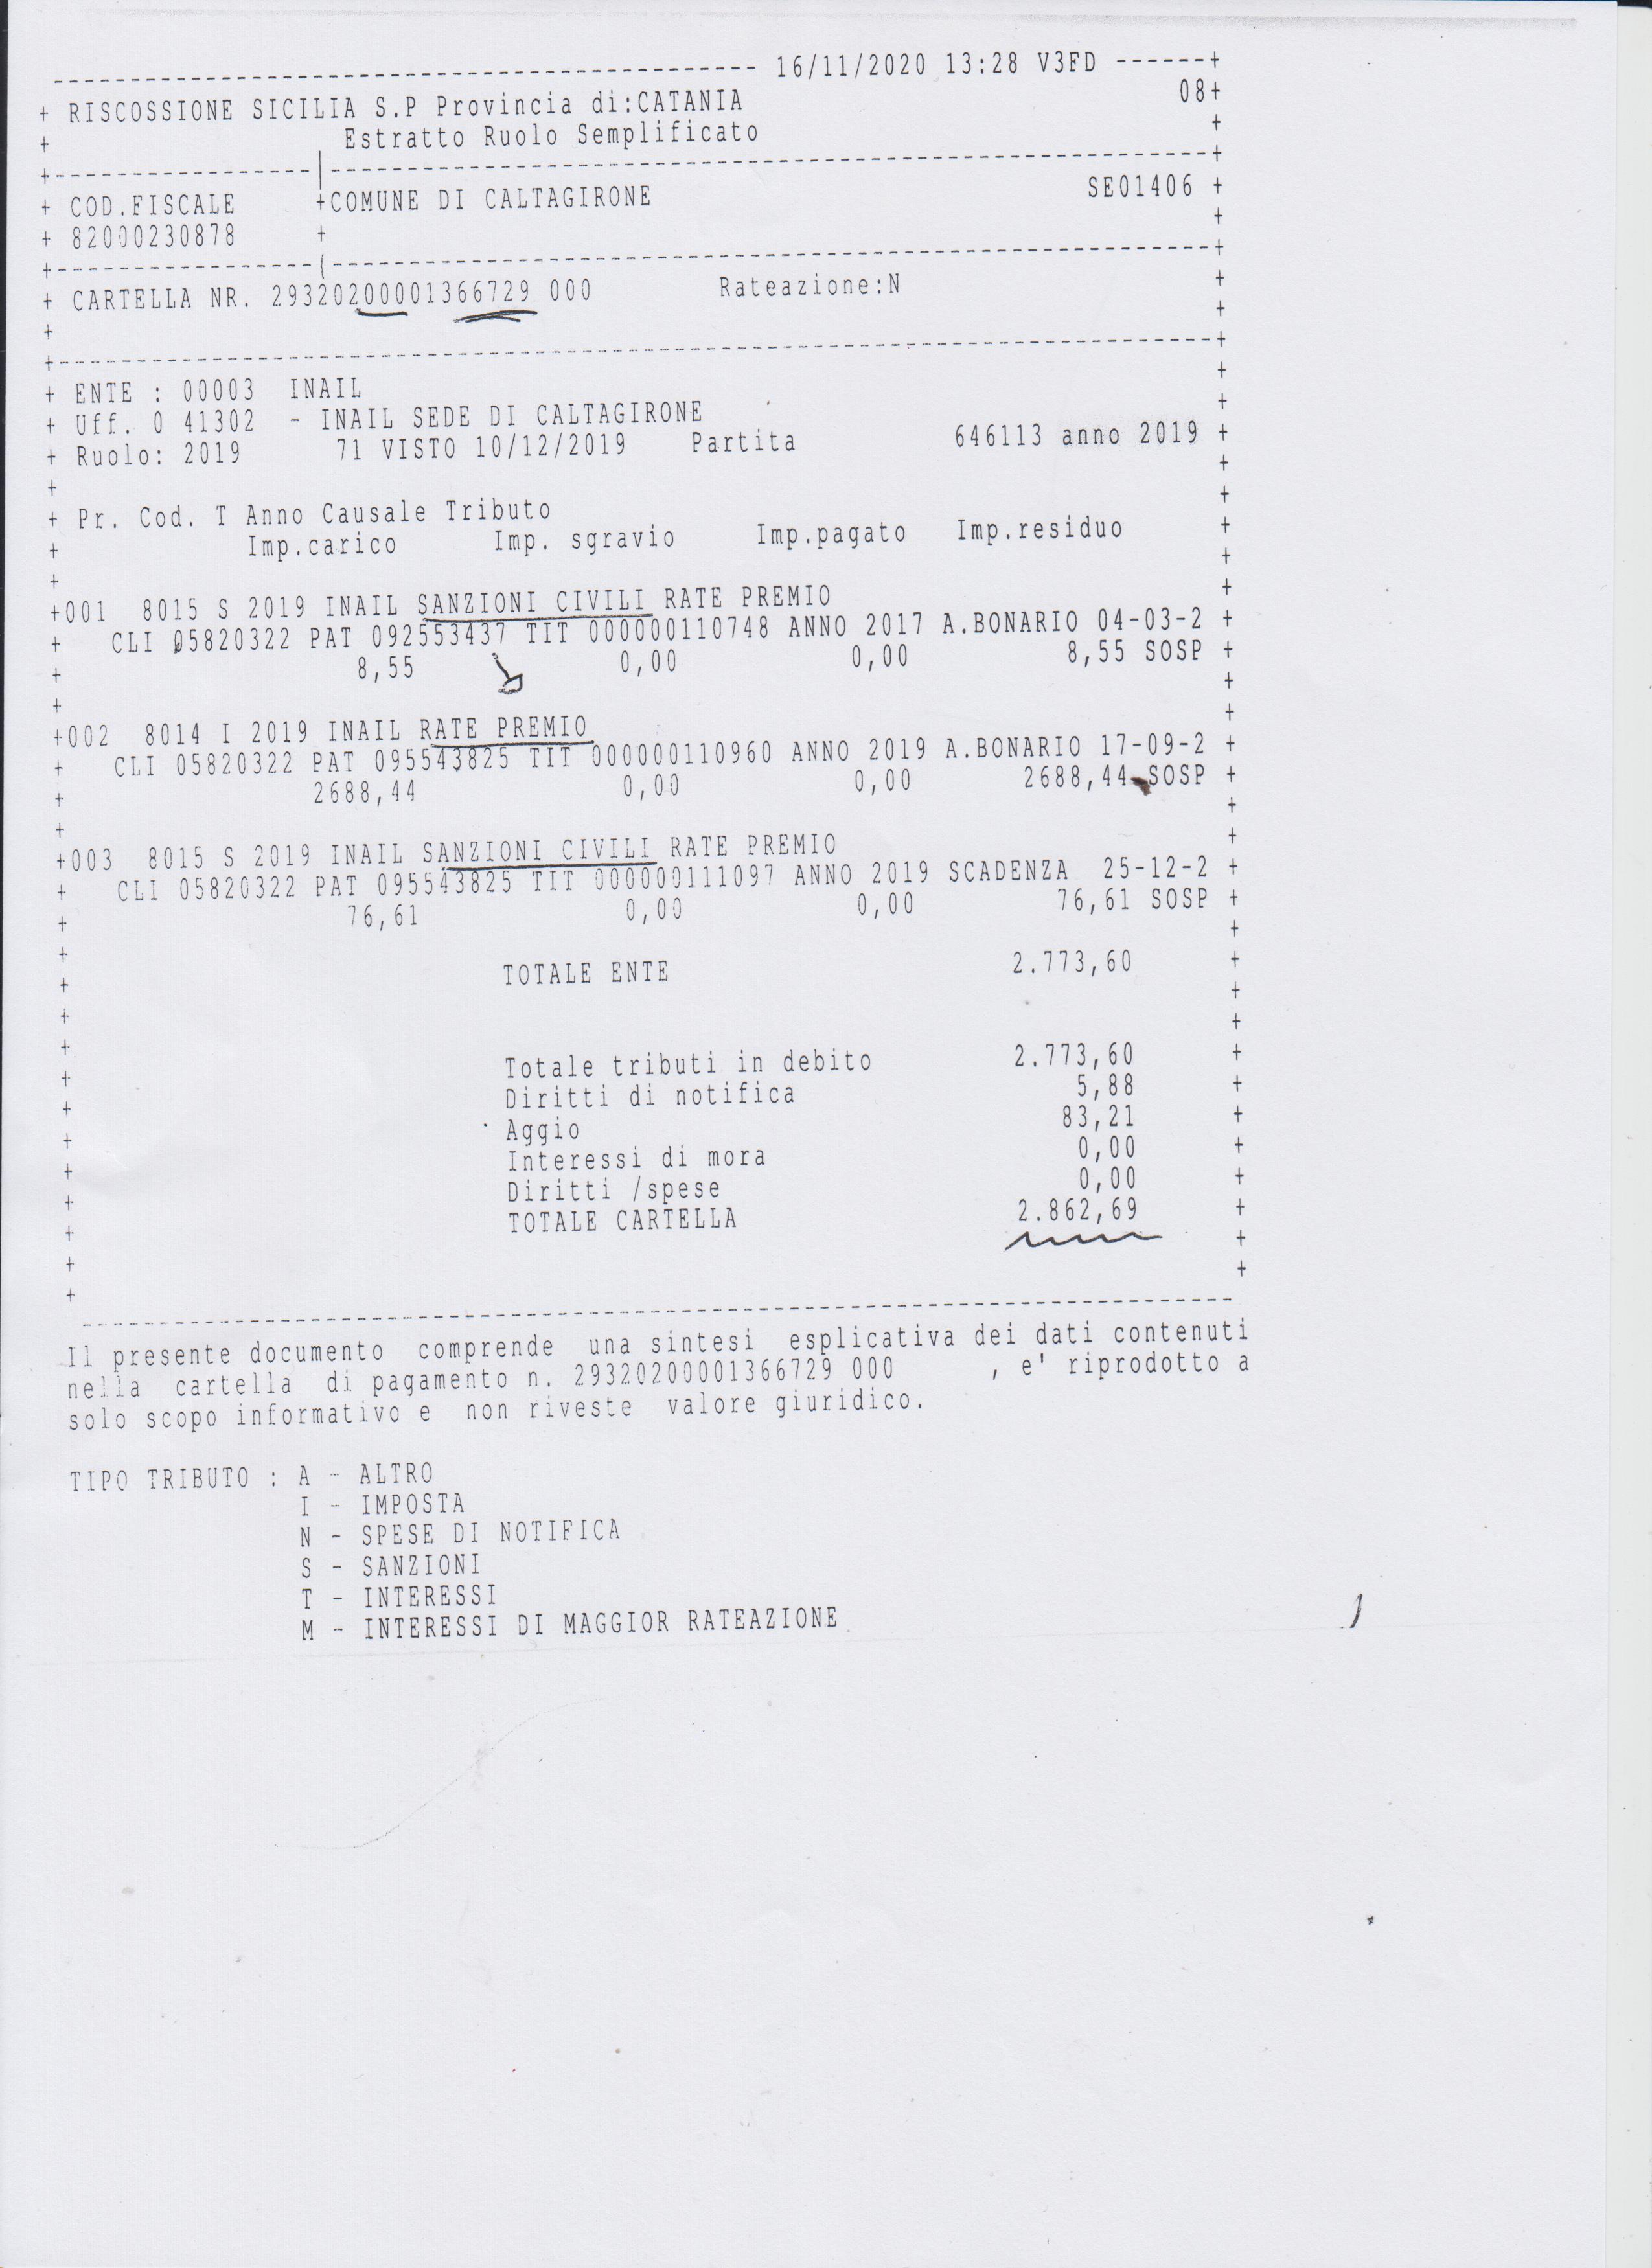 ---------------------------------------------- 16/11/2020 13:28 V3FD ------+
+ RISCOSSIONE SICILIA S.P Provincia di:CATANIA 08+
+ Estratto Ruolo Semplificato +
+-----------------|---------------------------------------------------------+
+ COD.FISCALE +COMUNE DI CALTAGIRONE SE01406 +
+ 82000230878 + +
+-----------------(---------------------------------------------------------+
+ CARTELLA NR. 29320200001366729 000 Rateazione:N +
+ +
+---------------------------------------------------------------------------+
+ ENTE : 00003 INAIL +
+ Uff. 0 41302 - INAIL SEDE DI CALTAGIRONE +
+ Ruolo: 2019 71 VISTO 10/12/2019 Partita 646113 anno 2019 +
+ +
+ Pr. Cod. T Anno Causale Tributo +
+ Imp.carico Imp. sgravio Imp.pagato Imp.residuo +
+ +
+001 8015 S 2019 INAIL SANZIONI CIVILI RATE PREMIO +
+ CLI 05820322 PAT 092553437 TIT 000000110748 ANNO 2017 A.BONARIO 04-03-2 +
+ 8,55 0,00 0,00 8,55 SOSP +
+ +
+002 8014 I 2019 INAIL RATE PREMIO +
+ CLI 05820322 PAT 095543825 TIT 000000110960 ANNO 2019 A.BONARIO 17-09-2 +
+ 2688,44 0,00 0,00 2688,44 SOSP +
+ +
+003 8015 S 2019 INAIL SANZIONI CIVILI RATE PREMIO +
+ CLI 05820322 PAT 095543825 TIT 000000111097 ANNO 2019 SCADENZA 25-12-2 +
+ 76,61 0,00 0,00 76,61 SOSP +
+ +
+ TOTALE ENTE 2.773,60 +
+ +
+ +
+ Totale tributi in debito 2.773,60 +
+ Diritti di notifica 5,88 +
+ Aggio 83,21 +
+ Interessi di mora 0,00 +
+ Diritti /spese 0,00 +
+ TOTALE CARTELLA 2.862,69 +
+ +
+ +
---------------------------------------------------------------------------
Il presente documento comprende una sintesi esplicativa dei dati contenuti
nella cartella di pagamento n. 29320200001366729 000 , e' riprodotto a
solo scopo informativo e non riveste valore giuridico.
TIPO TRIBUTO : A - ALTRO
I - IMPOSTA
N - SPESE DI NOTIFICA
S - SANZIONI
T - INTERESSI
M - INTERESSI DI MAGGIOR RATEAZIONE